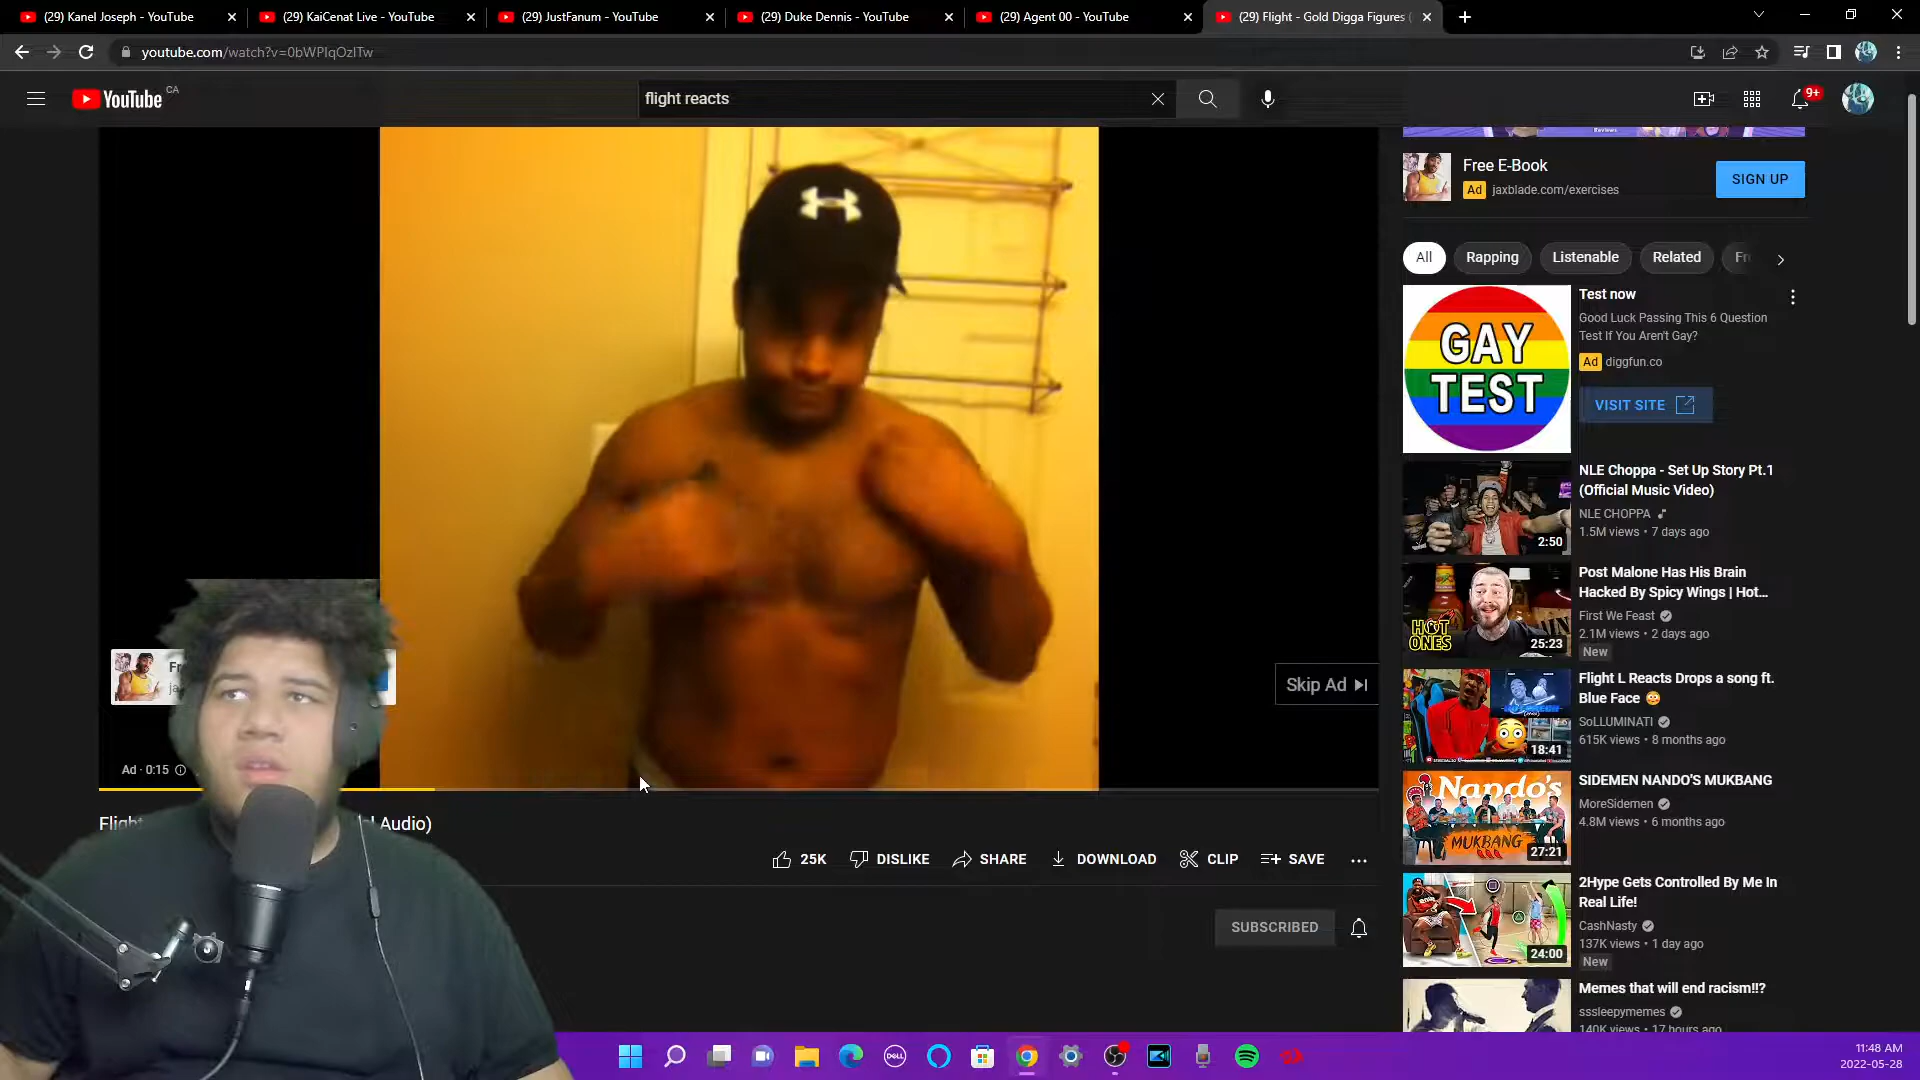 (29) Kanel Joseph - YouTube
(29) KaiCenat Live - YouTube
(29) JustFanum - YouTube
(29) Duke Dennis - YouTube
(29) Agent 00 - YouTube
(29) Flight - Gold Digga Figures (
youtube.com/watch?v=0bWPIqOzITw
YouTube CA
flight reacts
9+
Reviews
Free E-Book
Ad jaxblade.com/exercises
SIGN UP
All
Rapping
Listenable
Related
GAY
TEST
Test now
Good Luck Passing This 6 Question
Test If You Aren't Gay?
Ad diggfun.co
VISIT SITE
NLE Choppa - Set Up Story Pt.1
(Official Music Video)
NLE CHOPPA
1.5M views • 7 days ago
2:50
Post Malone Has His Brain
Hacked By Spicy Wings | Hot...
First We Feast
2.1M views • 2 days ago
New
HOT
ONES
25:23
Flight L Reacts Drops a song ft.
Blue Face 😳
SoLLUMINATI
615K views • 8 months ago
18:41
SIDEMEN NANDO'S MUKBANG
MoreSidemen
4.8M views • 6 months ago
Nando's
MUKBANG
27:21
2Hype Gets Controlled By Me In
Real Life!
CashNasty
137K views • 1 day ago
New
24:00
Memes that will end racism!!?
sssleepymemes
140K views • 17 hours ago
Skip Ad
Ad · 0:15
Audio)
25K
DISLIKE
SHARE
DOWNLOAD
CLIP
SAVE
SUBSCRIBED
DELL
11:48 AM
2022-05-28